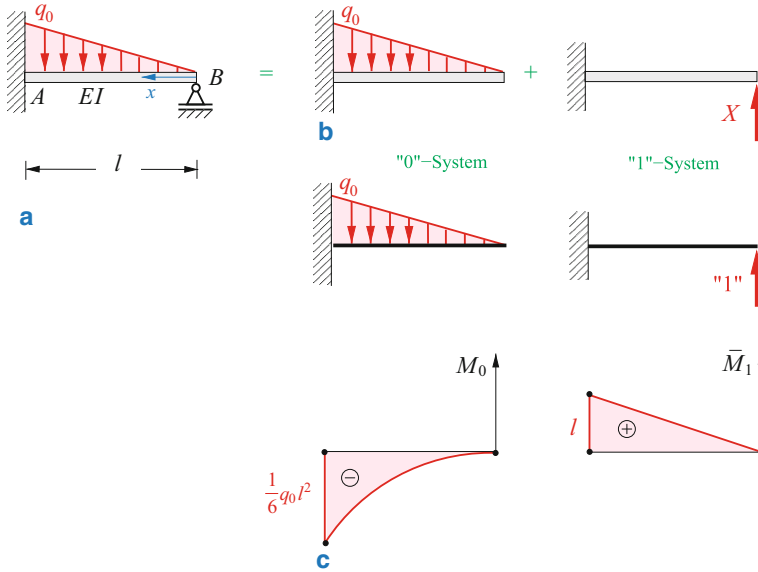 q₀
A
EI
x
B
=
q₀
+
X
l
a
b
"0"−System
"1"−System
q₀
"1"
M₀
−
1/6 q₀l²
c
M̅₁
l
+